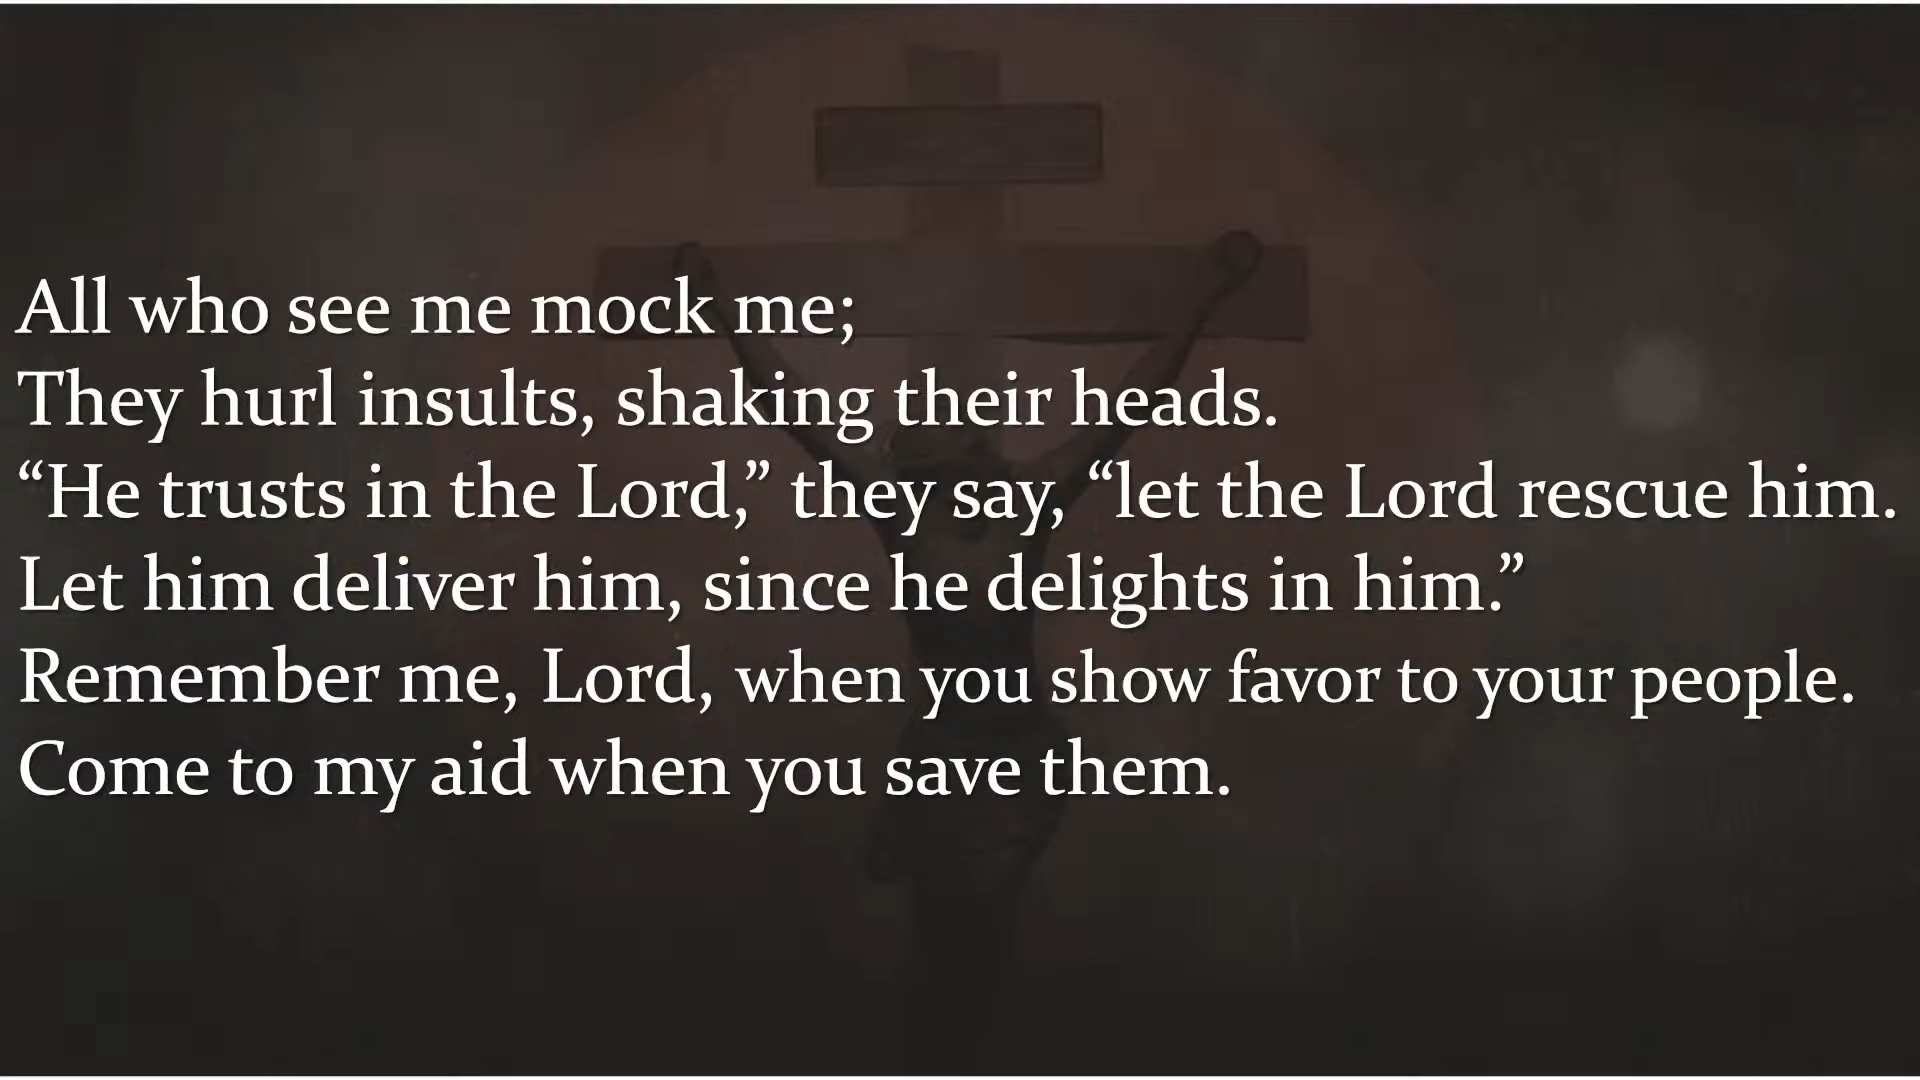 All who see me mock me;
They hurl insults, shaking their heads.
“He trusts in the Lord,” they say, “let the Lord rescue him.
Let him deliver him, since he delights in him.”
Remember me, Lord, when you show favor to your people.
Come to my aid when you save them.